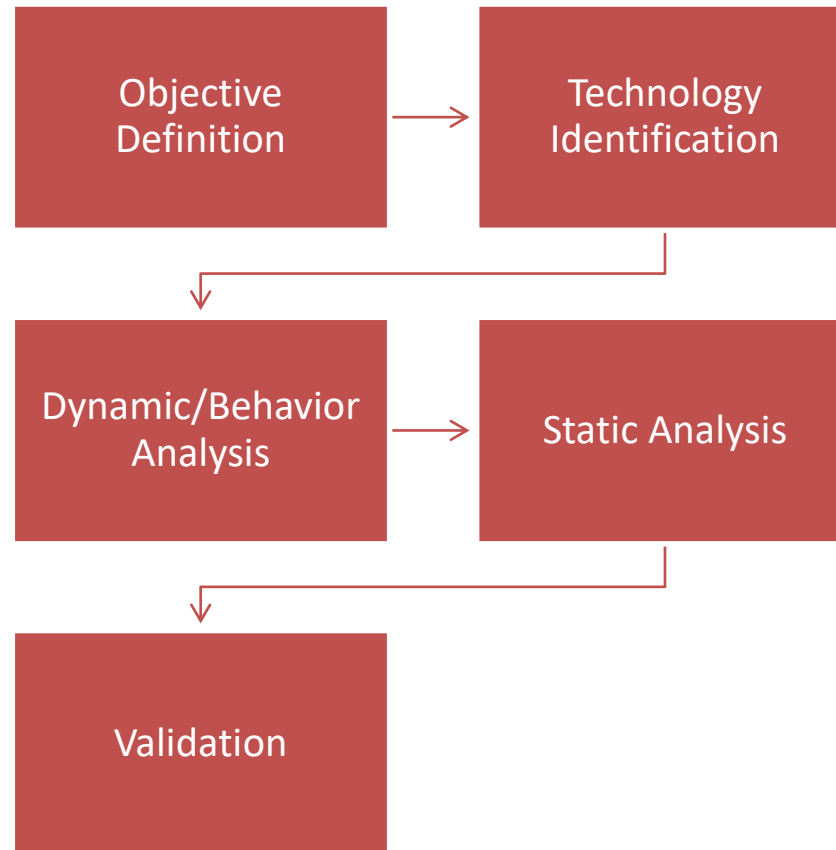 Objective
Definition
Technology
Identification
Dynamic/Behavior
Analysis
Static Analysis
Validation